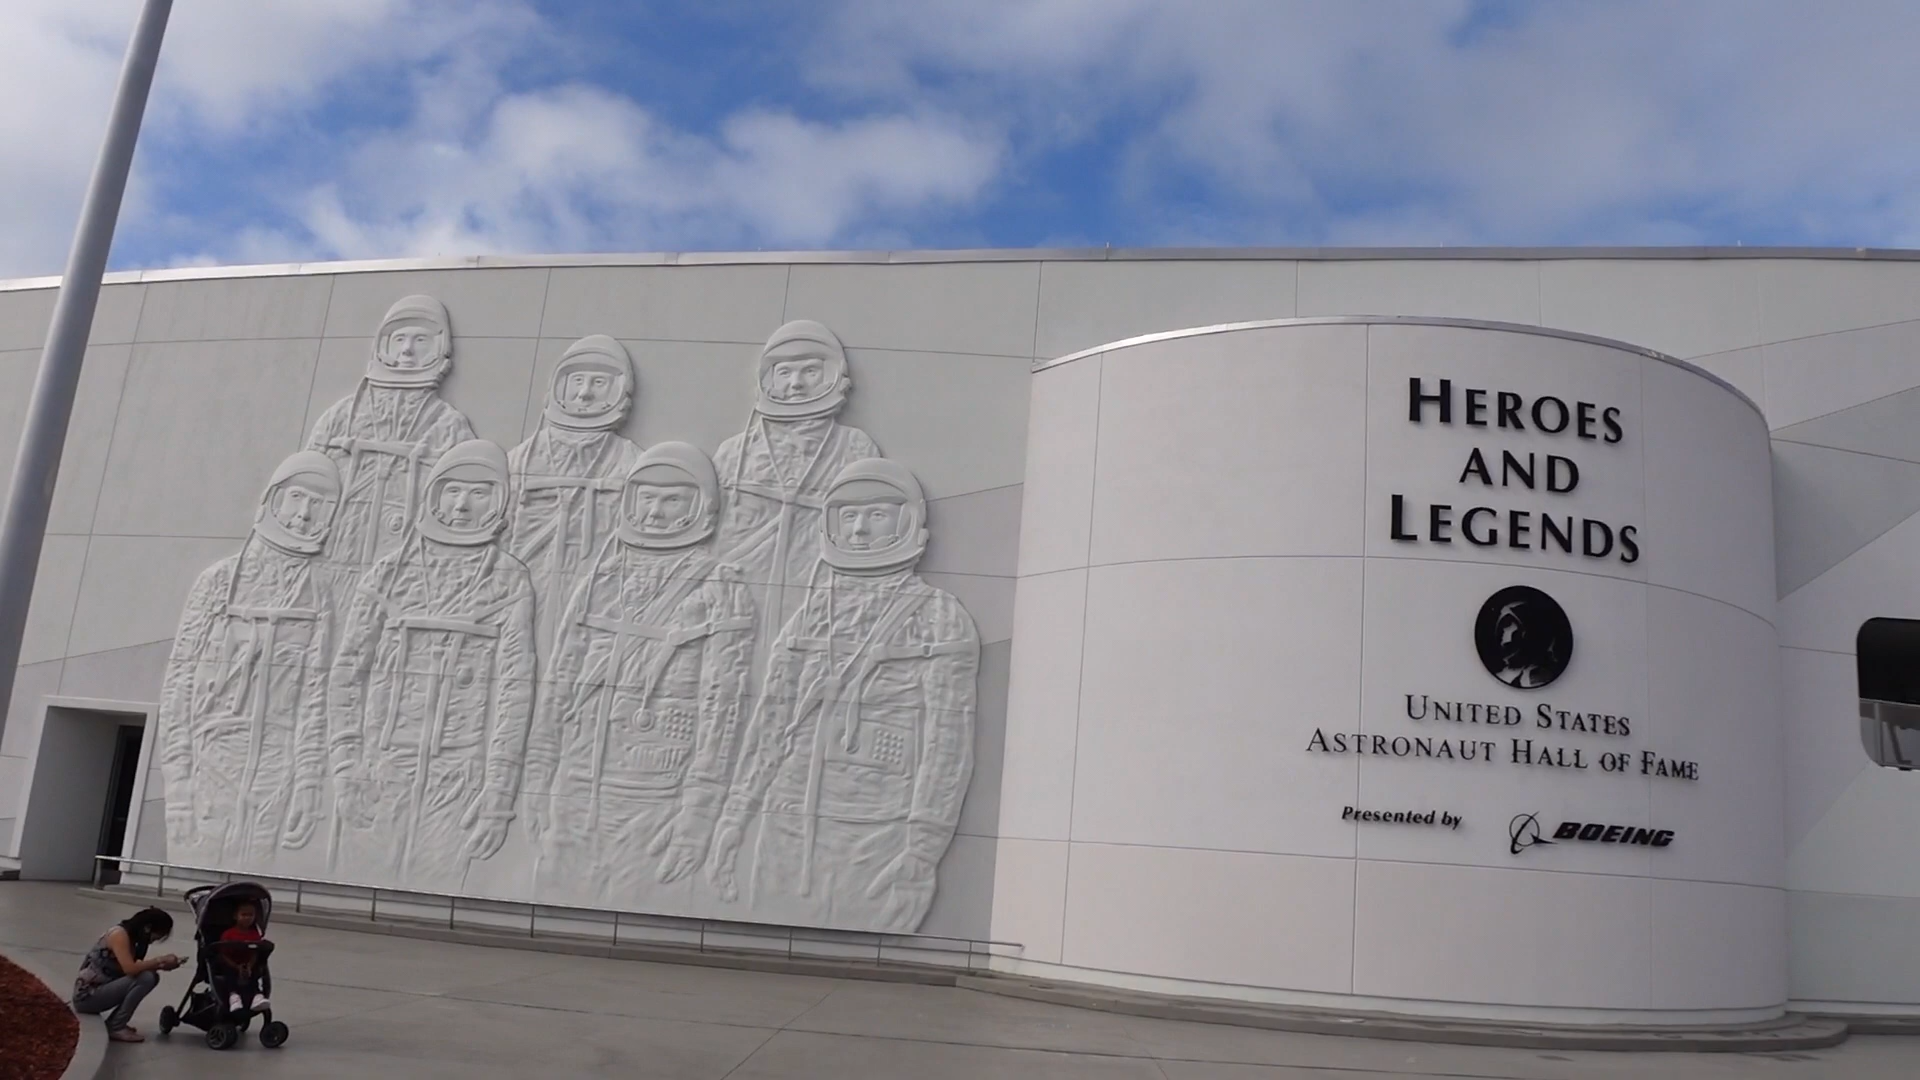 HEROES
AND
LEGENDS
UNITED STATES
ASTRONAUT HALL OF FAME
Presented by BOEING